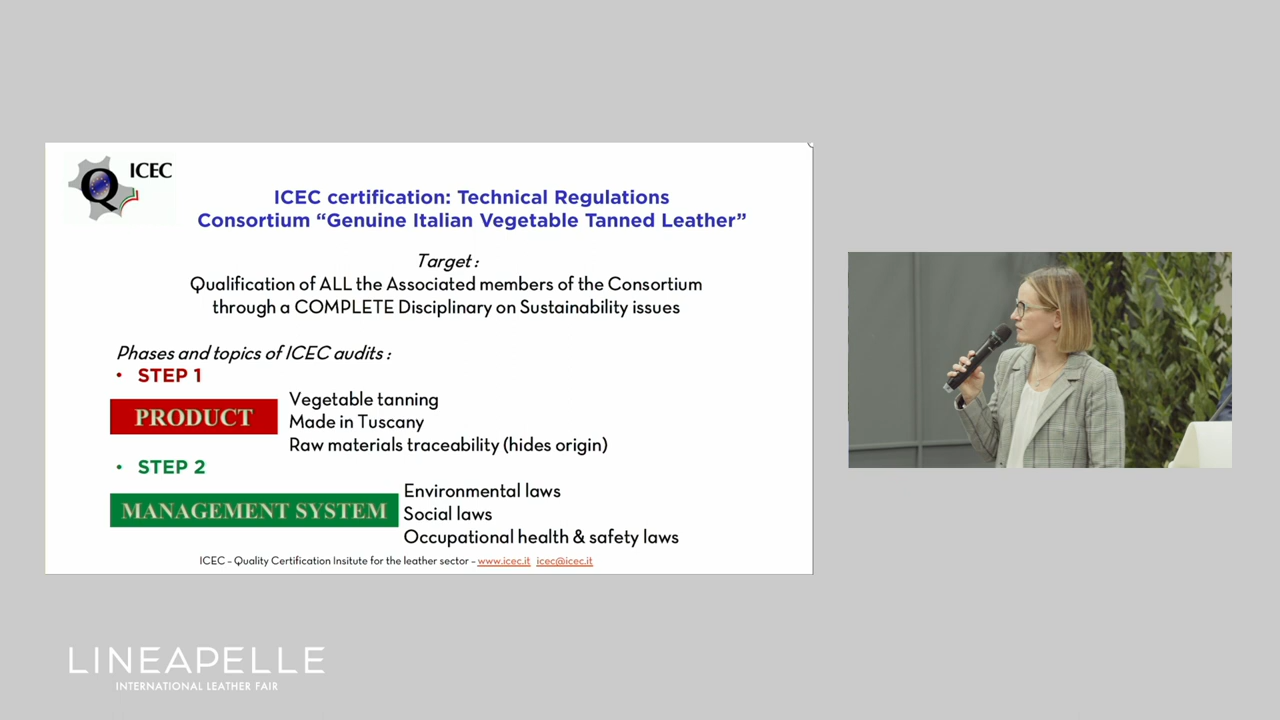 ICEC
Q
ICEC certification: Technical Regulations
Consortium “Genuine Italian Vegetable Tanned Leather”
Target :
Qualification of ALL the Associated members of the Consortium
through a COMPLETE Disciplinary on Sustainability issues
Phases and topics of ICEC audits :
• STEP 1
PRODUCT
Vegetable tanning
Made in Tuscany
Raw materials traceability (hides origin)
• STEP 2
MANAGEMENT SYSTEM
Environmental laws
Social laws
Occupational health & safety laws
ICEC – Quality Certification Insitute for the leather sector – www.icec.it icec@icec.it
LINEAPELLE
INTERNATIONAL LEATHER FAIR